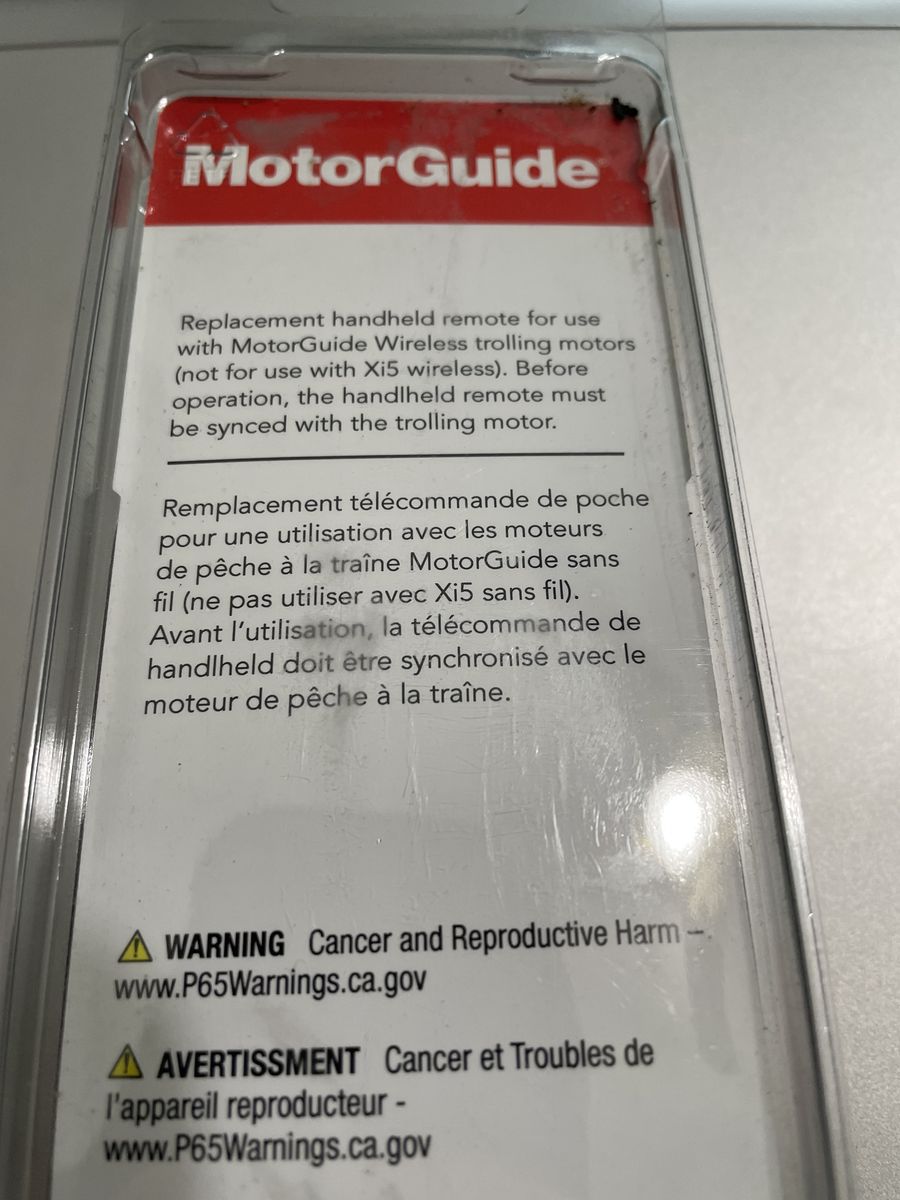 MotorGuide
Replacement handheld remote for use
with MotorGuide Wireless trolling motors
(not for use with Xi5 wireless). Before
operation, the handlheld remote must
be synced with the trolling motor.
Remplacement télécommande de poche
pour une utilisation avec les moteurs
de pêche à la traîne MotorGuide sans
fil (ne pas utiliser avec Xi5 sans fil).
Avant l'utilisation, la télécommande de
handlheld doit être synchronisé avec le
moteur de pêche à la traîne.
WARNING Cancer and Reproductive Harm –
www.P65Warnings.ca.gov
AVERTISSMENT Cancer et Troubles de
l'appareil reproducteur -
www.P65Warnings.ca.gov